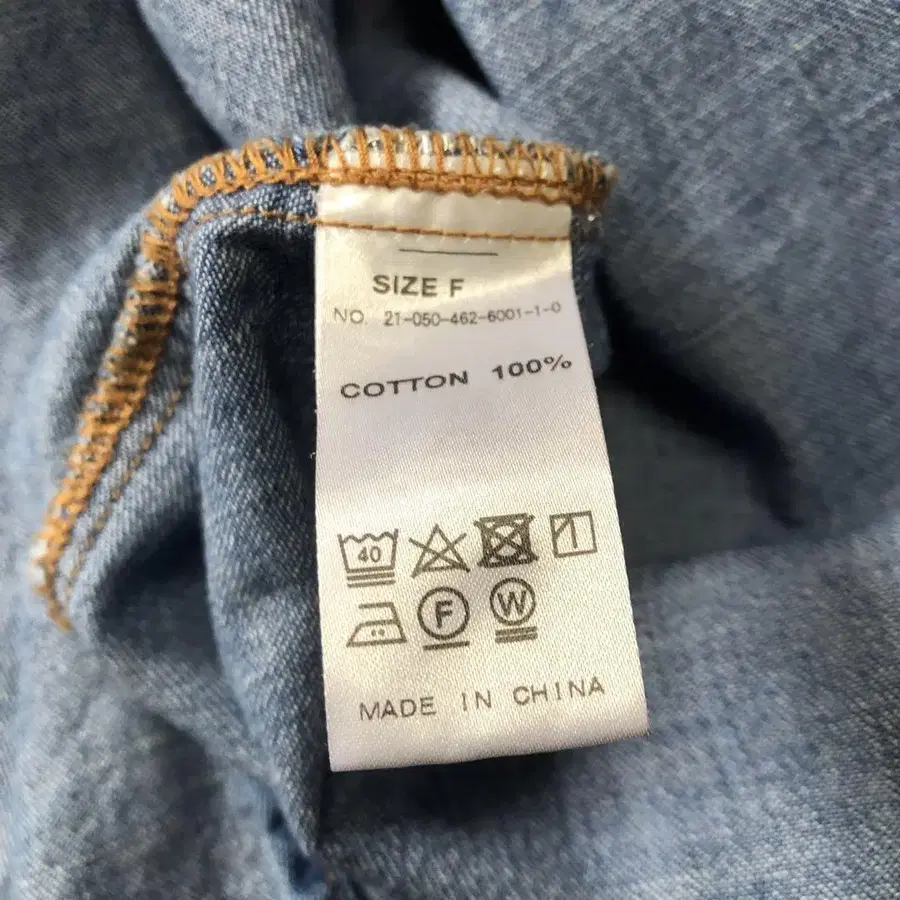 SIZE F
NO. 21-050-462-6001-1-0
COTTON 100%
40
F W
MADE IN CHINA